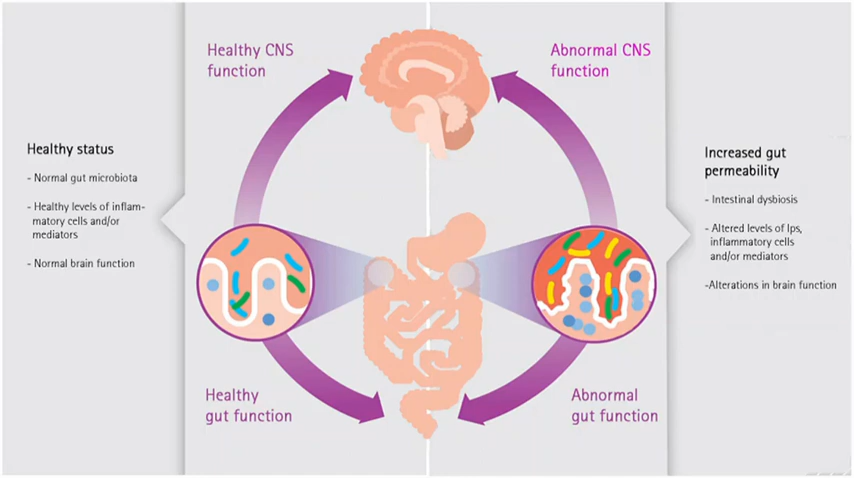 Healthy CNS
function
Abnormal CNS
function
Healthy status
- Normal gut microbiota
- Healthy levels of inflam-
matory cells and/or
mediators
- Normal brain function
Increased gut
permeability
- Intestinal dysbiosis
- Altered levels of lps,
inflammatory cells
and/or mediators
-Alterations in brain function
Healthy
gut function
Abnormal
gut function